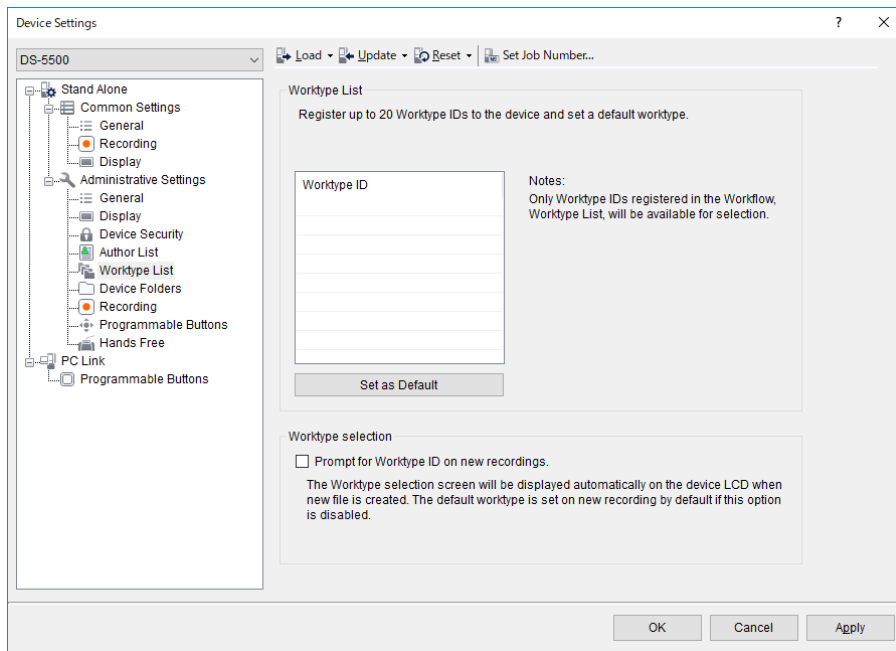 Device Settings
?
DS-5500
Load
Update
Reset
Set Job Number...
Stand Alone
Common Settings
General
Recording
Display
Administrative Settings
General
Display
Device Security
Author List
Worktype List
Device Folders
Recording
Programmable Buttons
Hands Free
PC Link
Programmable Buttons
Worktype List
Register up to 20 Worktype IDs to the device and set a default worktype.
Worktype ID
Notes:
Only Worktype IDs registered in the Workflow,
Worktype List, will be available for selection.
Set as Default
Worktype selection
Prompt for Worktype ID on new recordings.
The Worktype selection screen will be displayed automatically on the device LCD when
new file is created. The default worktype is set on new recording by default if this option
is disabled.
OK
Cancel
Apply